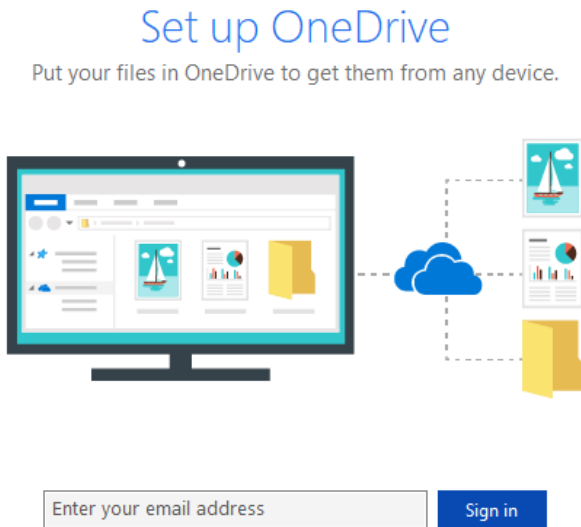 Set up OneDrive
Put your files in OneDrive to get them from any device.
Enter your email address
Sign in